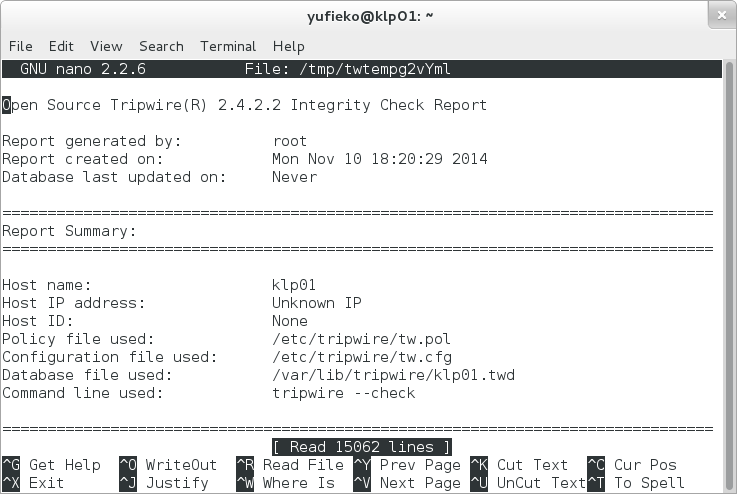 yufieko@klp01: ~
×
File Edit View Search Terminal Help
GNU nano 2.2.6 File: /tmp/twtempg2vYml
Open Source Tripwire(R) 2.4.2.2 Integrity Check Report
Report generated by: root
Report created on: Mon Nov 10 18:20:29 2014
Database last updated on: Never
===============================================================================
Report Summary:
===============================================================================
Host name: klp01
Host IP address: Unknown IP
Host ID: None
Policy file used: /etc/tripwire/tw.pol
Configuration file used: /etc/tripwire/tw.cfg
Database file used: /var/lib/tripwire/klp01.twd
Command line used: tripwire --check
===============================================================================
[ Read 15062 lines ]
^G Get Help ^O WriteOut ^R Read File ^Y Prev Page ^K Cut Text ^C Cur Pos
^X Exit ^J Justify ^W Where Is ^V Next Page ^U UnCut Text ^T To Spell